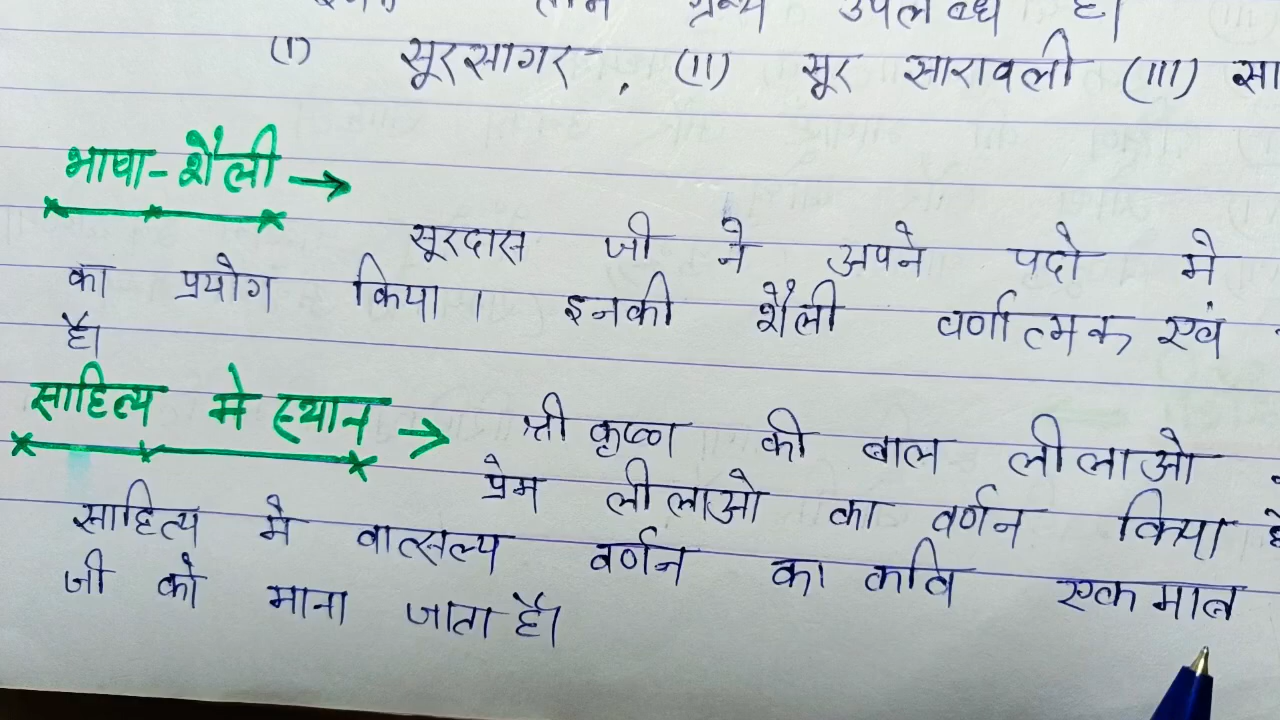 उपलब्ध है।
(I) सूरसागर, (II) सूर सारावली (III) सा
भाषा-शैली →
सूरदास जी ने अपने पदो मे
का प्रयोग किया। इनकी शैली वर्णात्मक एवं
है।
साहित्य मे स्थान → श्री कृष्ण की बाल लीलाओ
प्रेम लीलाओ का वर्णन किया है
साहित्य मे वात्सल्य वर्णन का कवि एकमात्र
जी को माना जाता है।